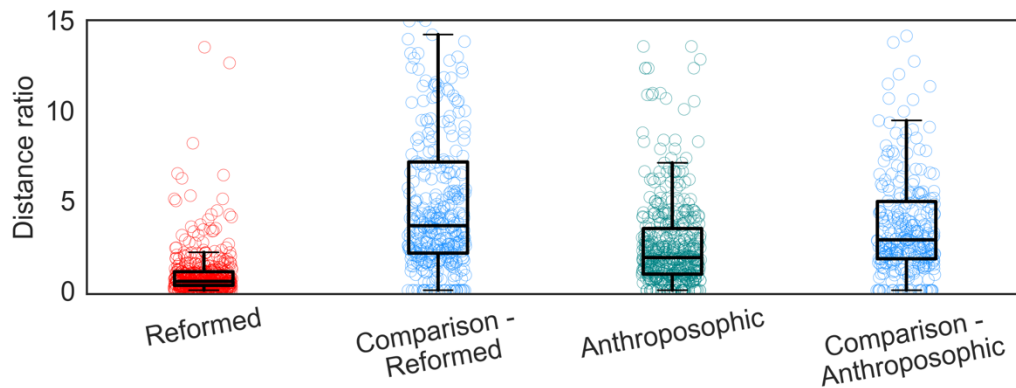 Distance ratio
15
10
5
0
Reformed
Comparison -
Reformed
Anthroposophic
Comparison -
Anthroposophic